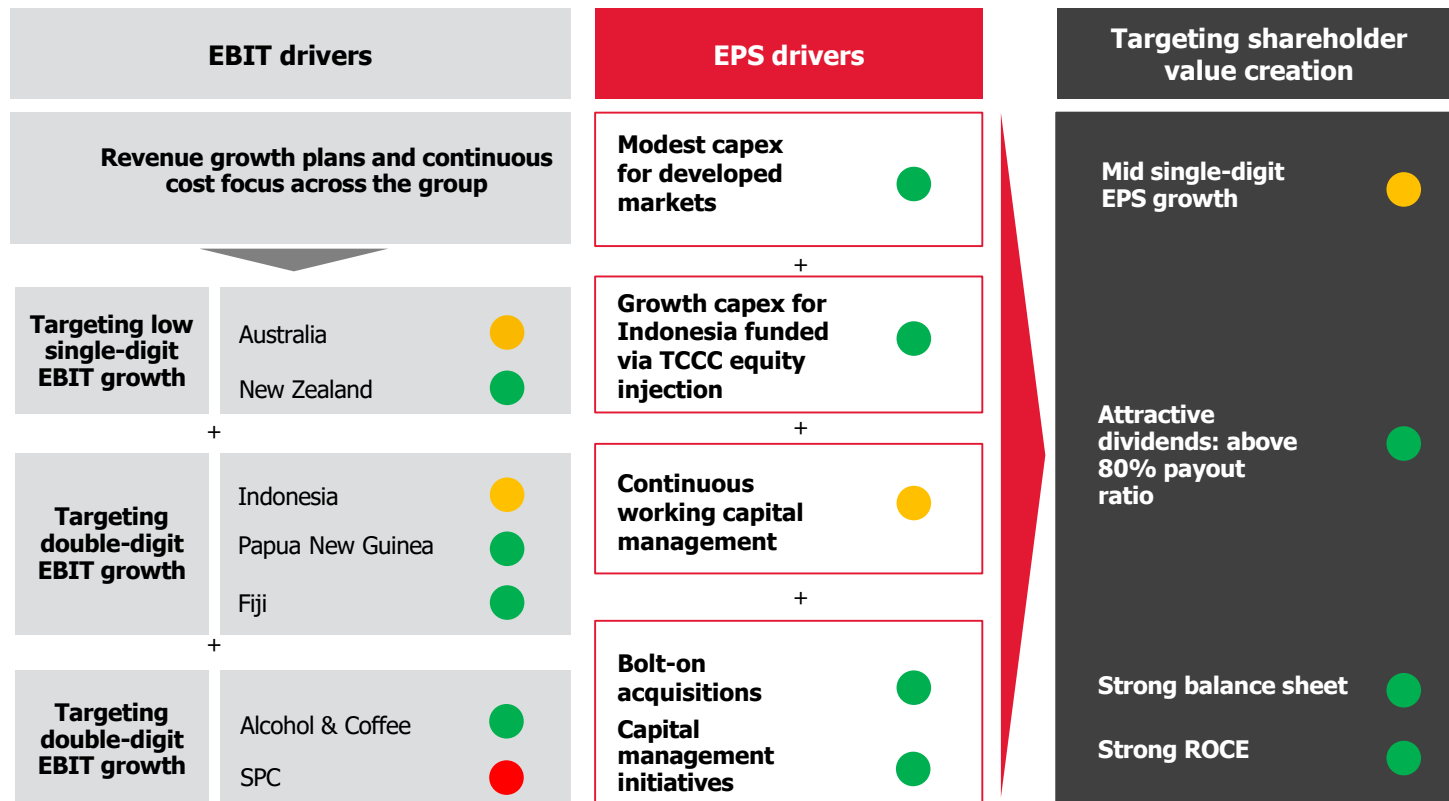 EBIT drivers
Revenue growth plans and continuous
cost focus across the group
Targeting low
single-digit
EBIT growth
Australia
New Zealand
+
Targeting
double-digit
EBIT growth
Indonesia
Papua New Guinea
Fiji
+
Targeting
double-digit
EBIT growth
Alcohol & Coffee
SPC
EPS drivers
Modest capex
for developed
markets
+
Growth capex for
Indonesia funded
via TCCC equity
injection
+
Continuous
working capital
management
+
Bolt-on
acquisitions
Capital
management
initiatives
Targeting shareholder
value creation
Mid single-digit
EPS growth
Attractive
dividends: above
80% payout
ratio
Strong balance sheet
Strong ROCE